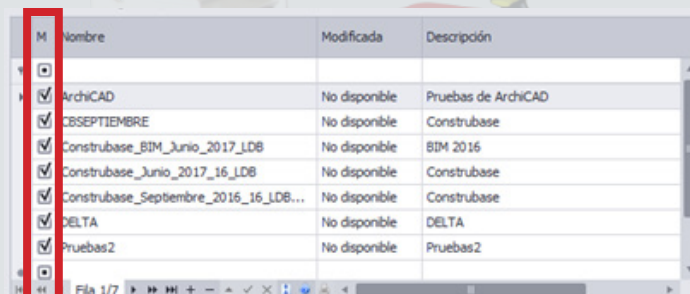 M Nombre Modificada Descripción
ArchiCAD No disponible Pruebas de ArchiCAD
CBSEPTIEMBRE No disponible Construbase
Construbase_BIM_Junio_2017_LDB No disponible BIM 2016
Construbase_Junio_2017_16_LDB No disponible Construbase
Construbase_Septiembre_2016_16_LDB... No disponible Construbase
DELTA No disponible DELTA
Pruebas2 No disponible Pruebas2
Fila 1/7